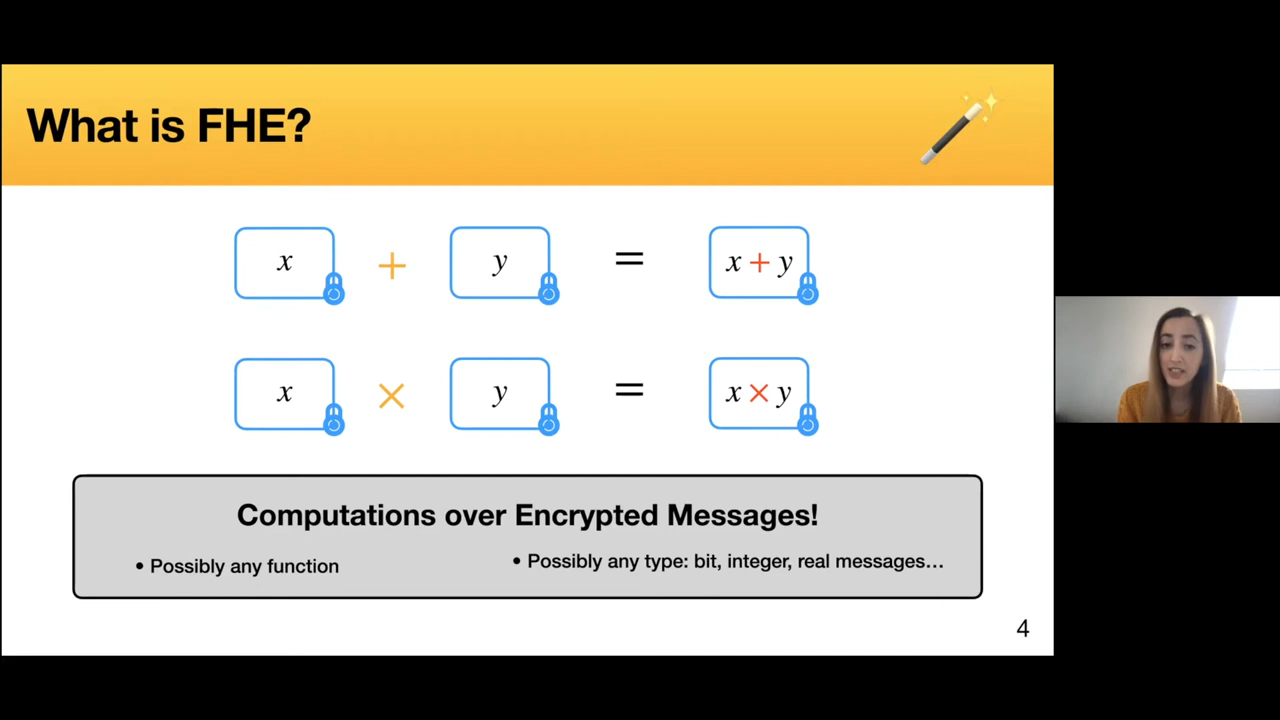 What is FHE?
x + y = x + y
x × y = x × y
Computations over Encrypted Messages!
• Possibly any function
• Possibly any type: bit, integer, real messages…
4